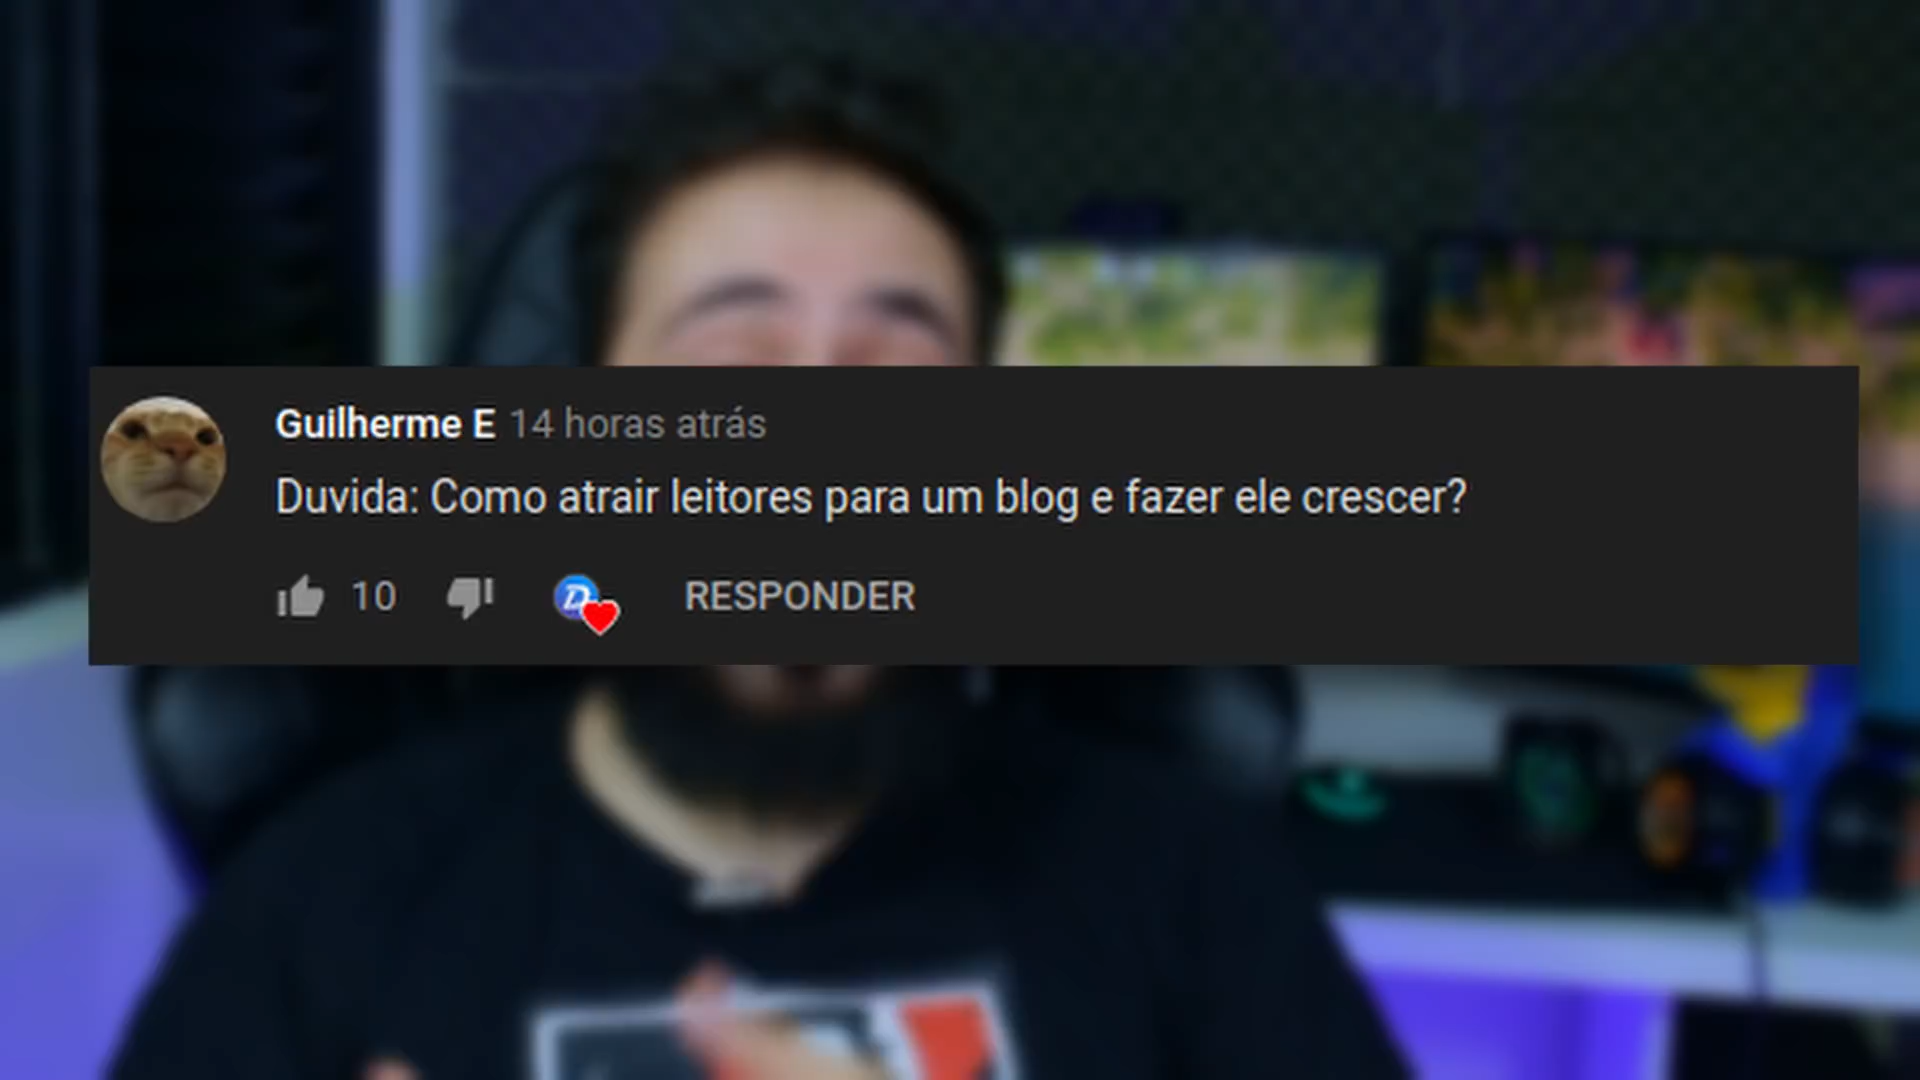 Guilherme E 14 horas atrás
Duvida: Como atrair leitores para um blog e fazer ele crescer?
10 RESPONDER